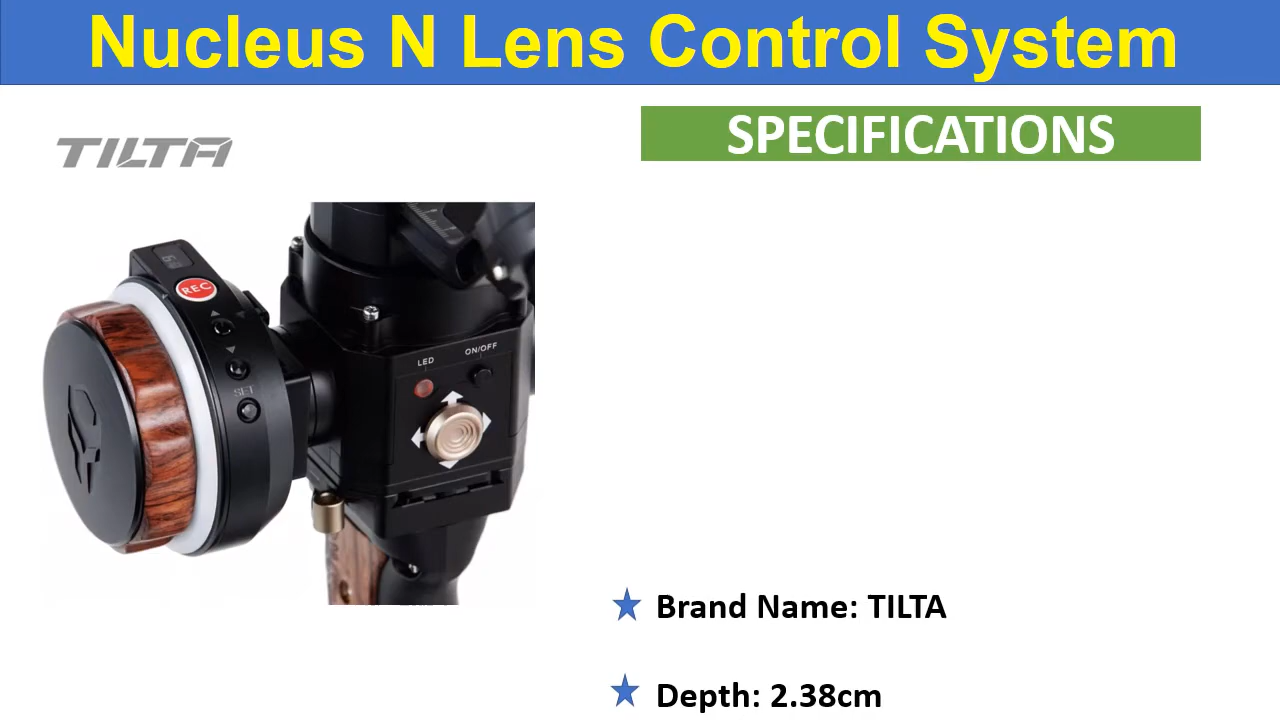 Nucleus N Lens Control System
TILTA
SPECIFICATIONS
REC
SET
LED
ON/OFF
Brand Name: TILTA
Depth: 2.38cm